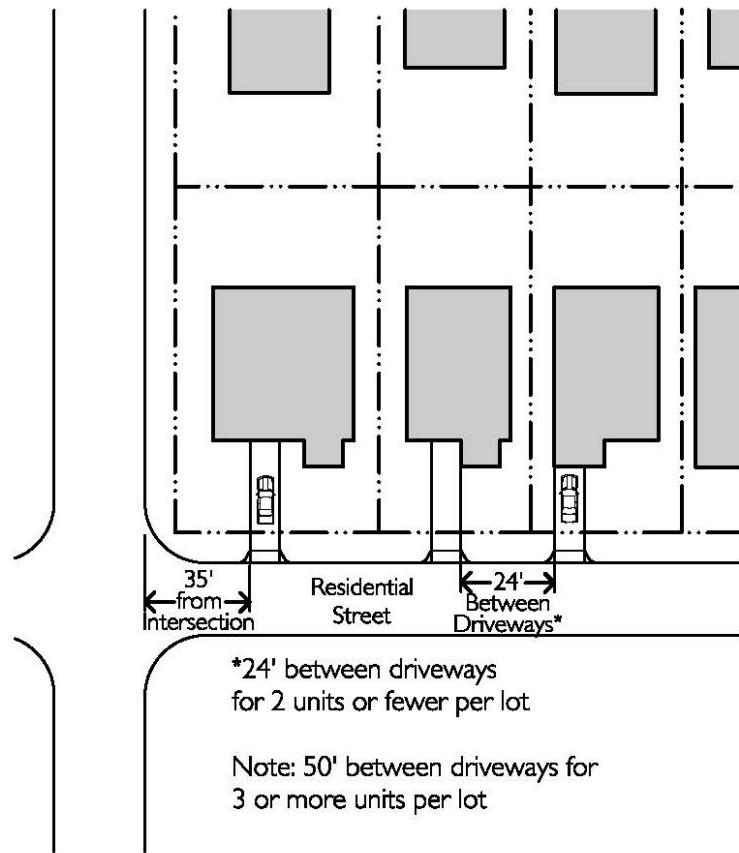 35'
from
Intersection
Residential
Street
24'
Between
Driveways*
*24' between driveways
for 2 units or fewer per lot
Note: 50' between driveways for
3 or more units per lot